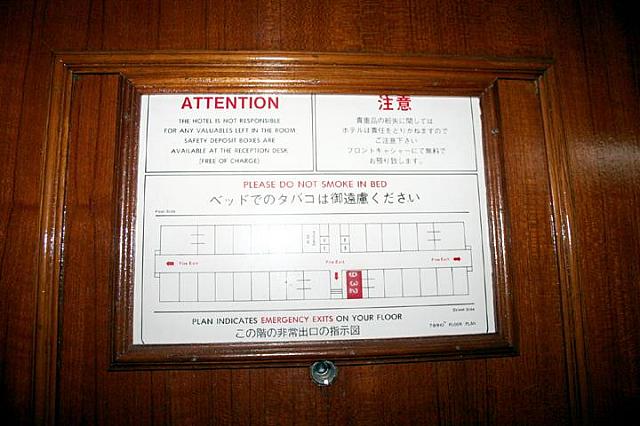 ATTENTION
THE HOTEL IS NOT RESPONSIBLE
FOR ANY VALUABLES LEFT IN THE ROOM
SAFETY DEPOSIT BOXES ARE
AVAILABLE AT THE RECEPTION DESK
(FREE OF CHARGE)
注意
貴重品の紛失に関しては
ホテルは責任をとりかねますので
ご注意下さい
フロントキャシャーにて無料で
お預り致します。
PLEASE DO NOT SMOKE IN BED
ベッドでのタバコは御遠慮ください
Pool Side
Fire Exit
Fire Exit
Fire Exit
932
Street Side
PLAN INDICATES EMERGENCY EXITS ON YOUR FLOOR
この階の非常出口の指示図
FLOOR PLAN